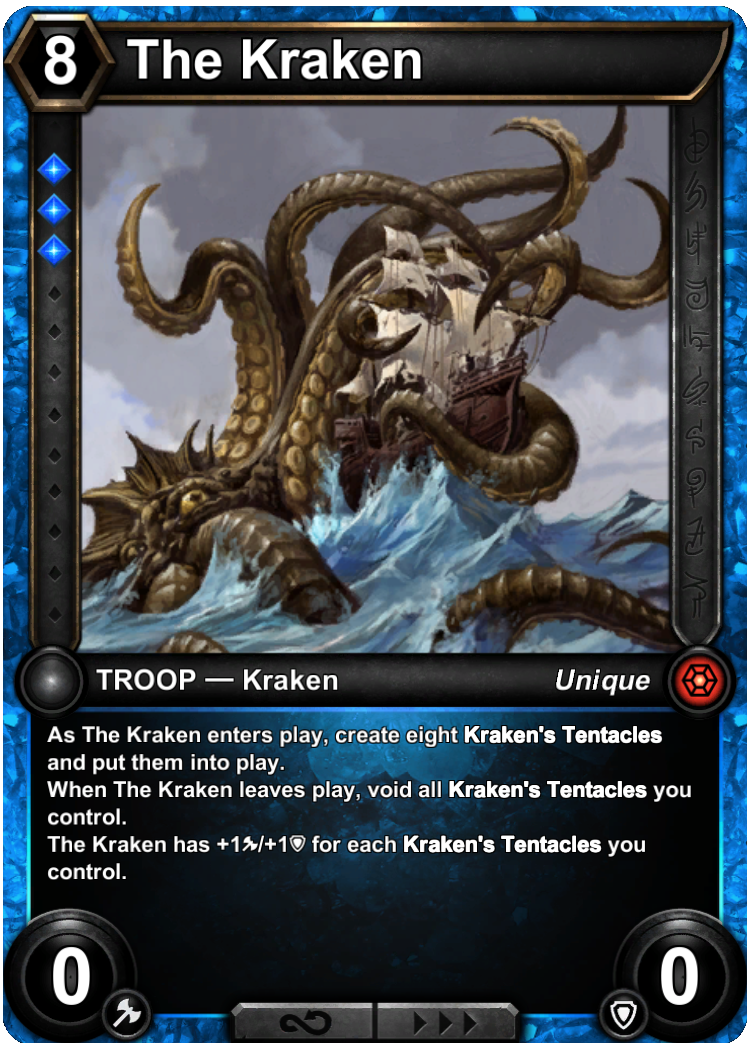 8 The Kraken
TROOP — Kraken Unique
As The Kraken enters play, create eight Kraken's Tentacles
and put them into play.
When The Kraken leaves play, void all Kraken's Tentacles you
control.
The Kraken has +1/+1 for each Kraken's Tentacles you
control.
0 0